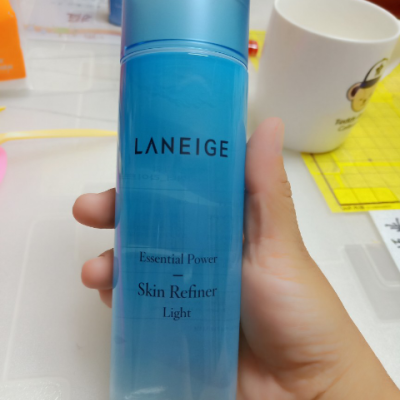 LANEIGE
Essential Power
Skin Refiner
Light